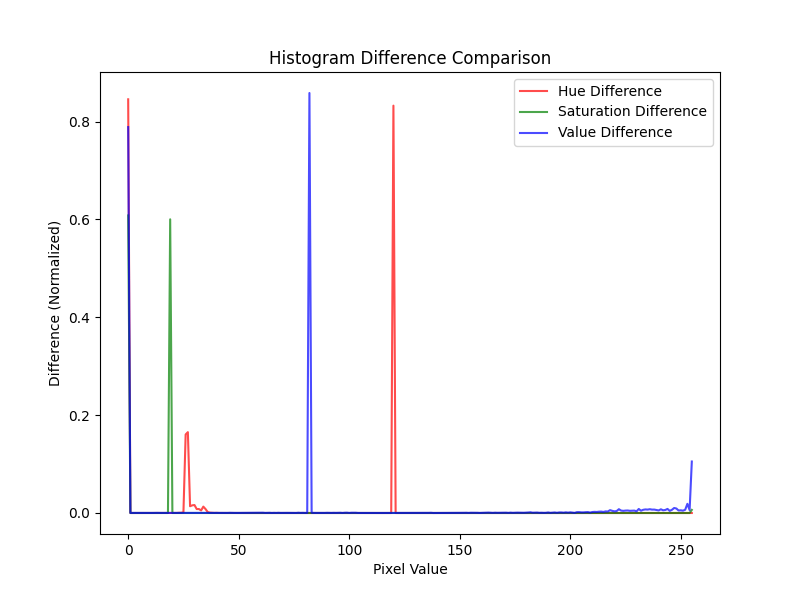 Histogram Difference Comparison
Hue Difference
Saturation Difference
Value Difference
Difference (Normalized)
0.8
0.6
0.4
0.2
0.0
0 50 100 150 200 250
Pixel Value